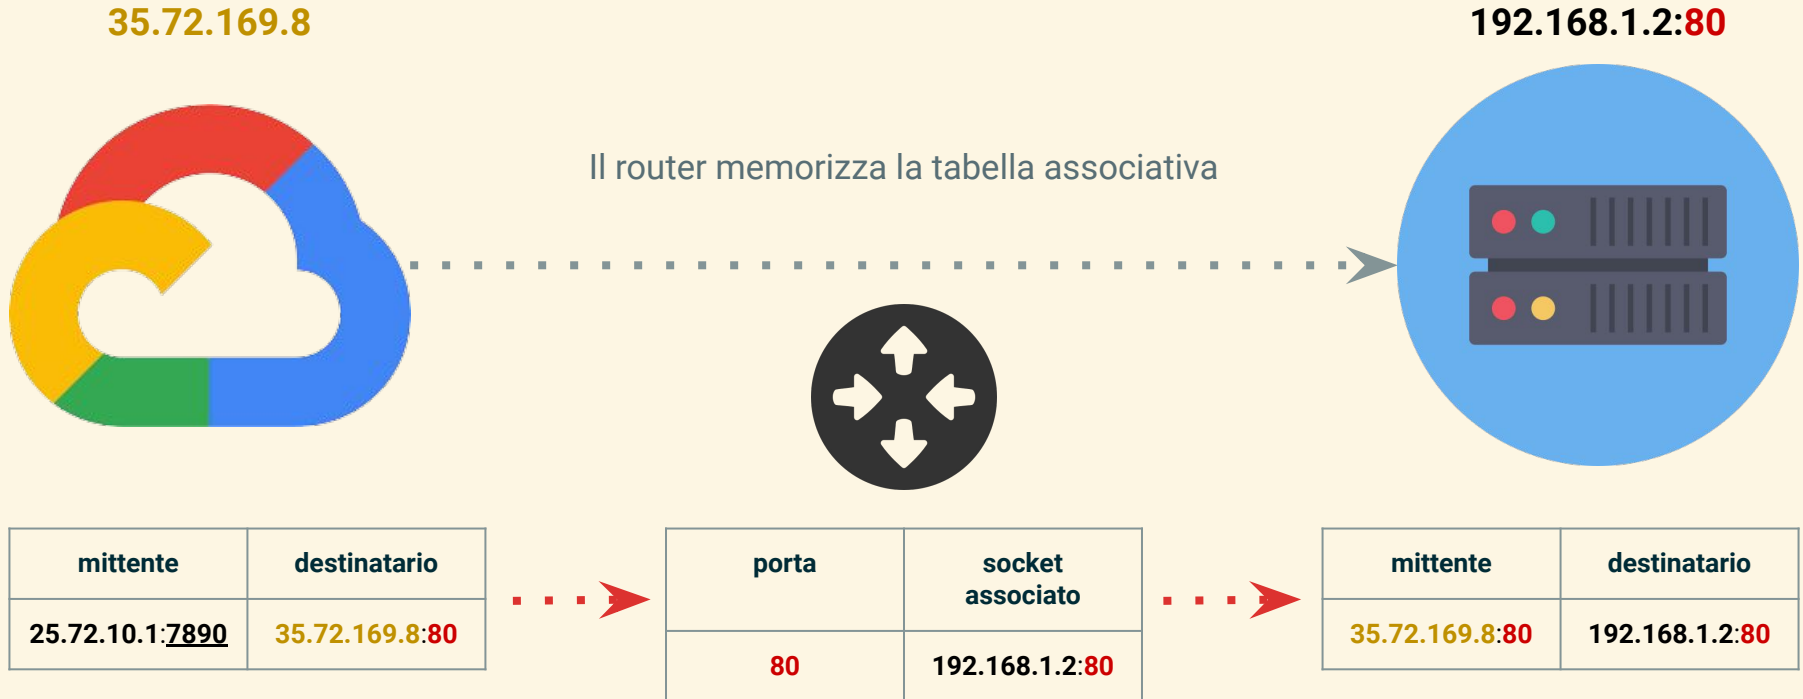 35.72.169.8
192.168.1.2:80
Il router memorizza la tabella associativa
mittente
destinatario
25.72.10.1:7890
35.72.169.8:80
porta
socket
associato
80
192.168.1.2:80
mittente
destinatario
35.72.169.8:80
192.168.1.2:80